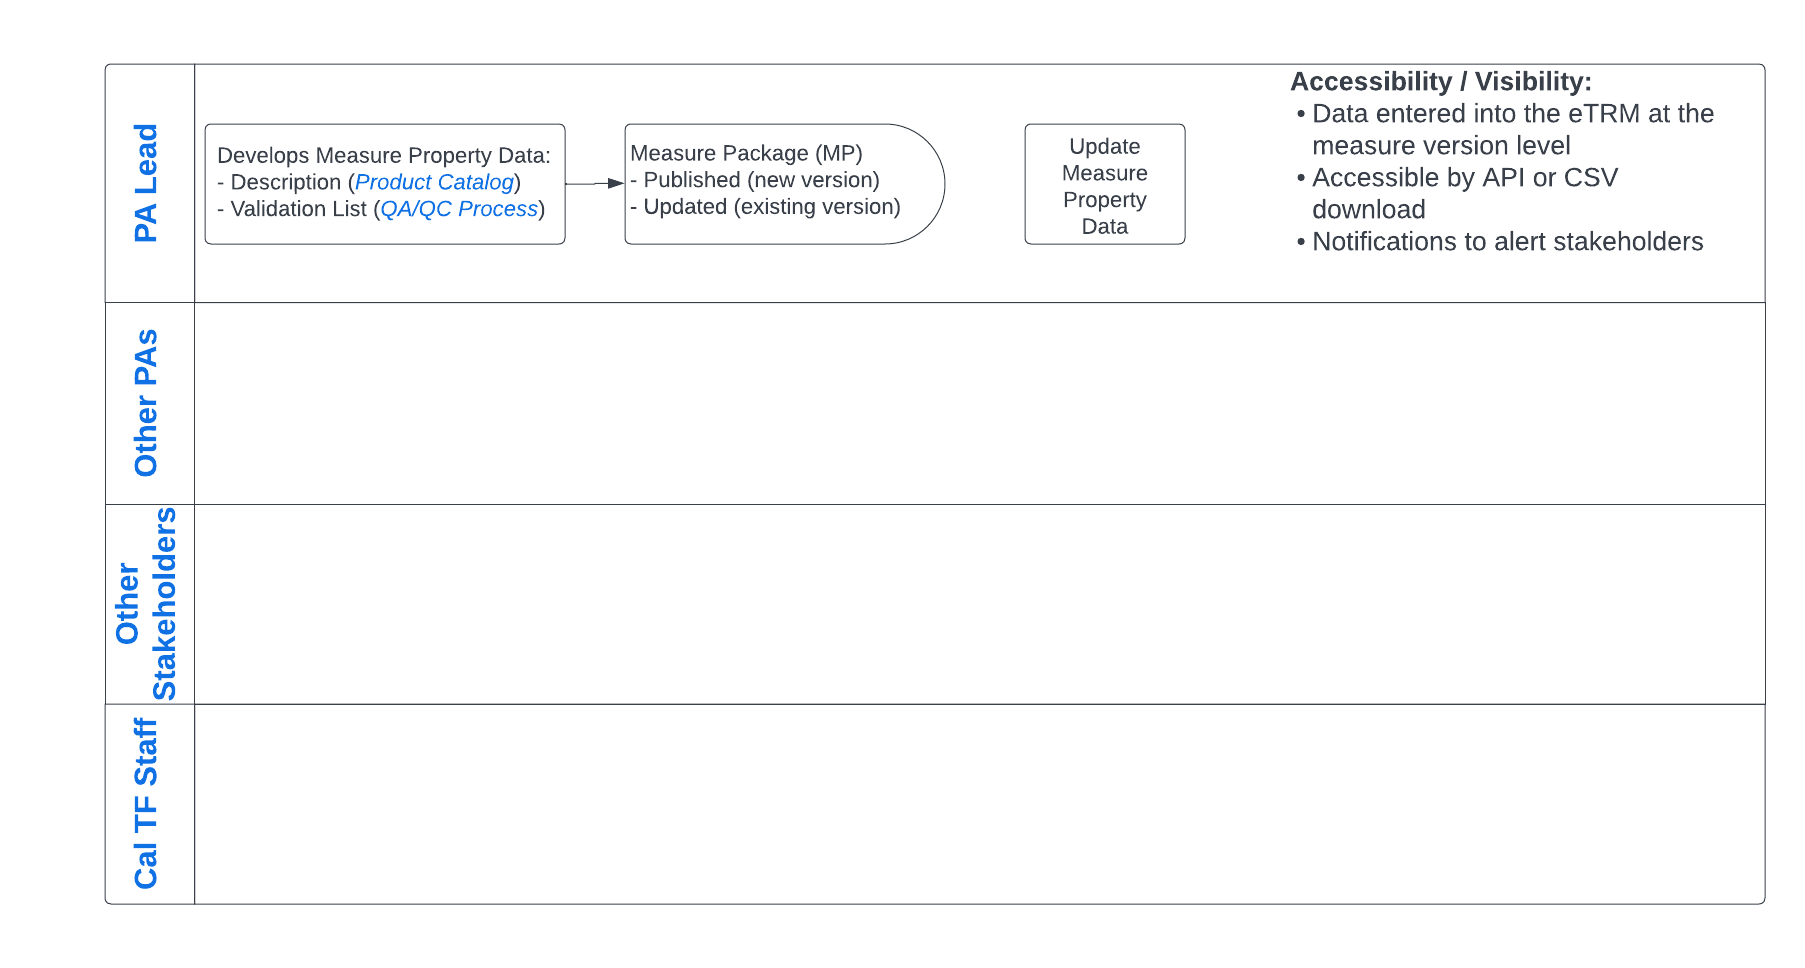 PA Lead
Develops Measure Property Data:
- Description (Product Catalog)
- Validation List (QA/QC Process)
Measure Package (MP)
- Published (new version)
- Updated (existing version)
Update
Measure
Property
Data
Accessibility / Visibility:
• Data entered into the eTRM at the
measure version level
• Accessible by API or CSV
download
• Notifications to alert stakeholders
Other PAs
Other
Stakeholders
Cal TF Staff